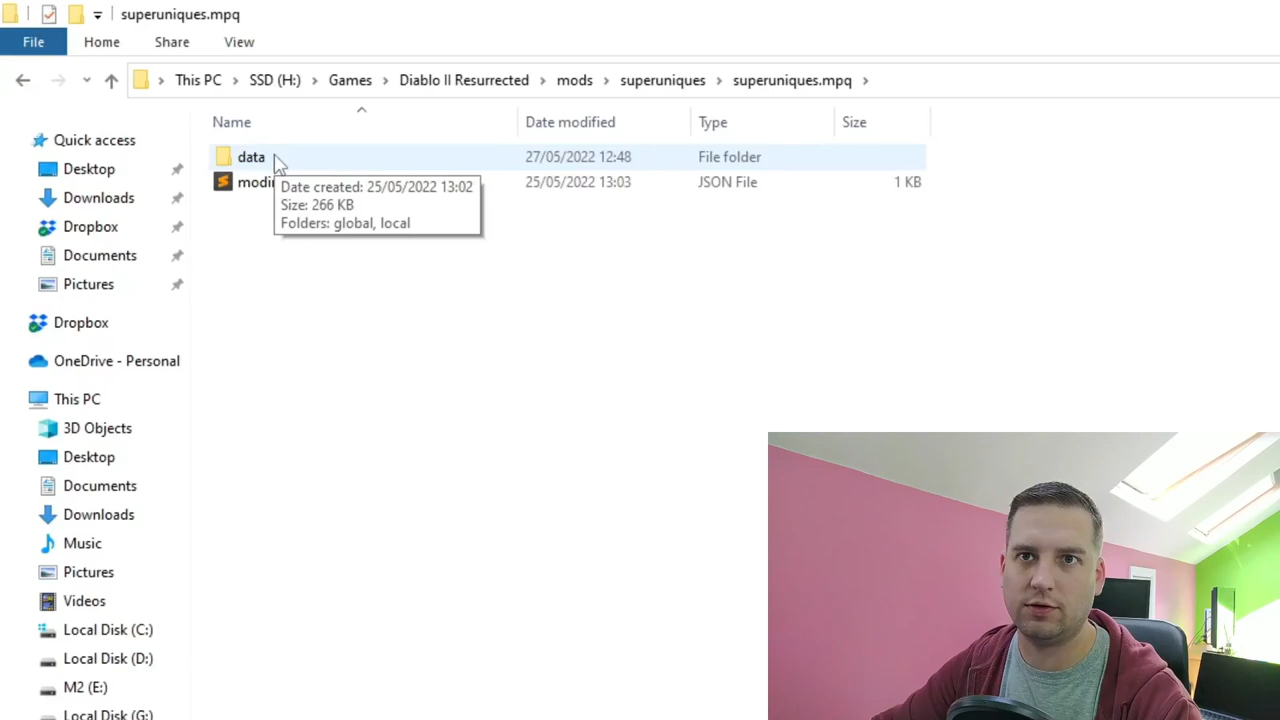 superuniques.mpq
File Home Share View
This PC SSD (H:) Games Diablo II Resurrected mods superuniques superuniques.mpq
Name Date modified Type Size
Quick access
Desktop
Downloads
Dropbox
Documents
Pictures
Dropbox
OneDrive - Personal
This PC
3D Objects
Desktop
Documents
Downloads
Music
Pictures
Videos
Local Disk (C:)
Local Disk (D:)
M2 (E:)
Local Disk (G:)
data 27/05/2022 12:48 File folder
modin 25/05/2022 13:03 JSON File 1 KB
Date created: 25/05/2022 13:02
Size: 266 KB
Folders: global, local